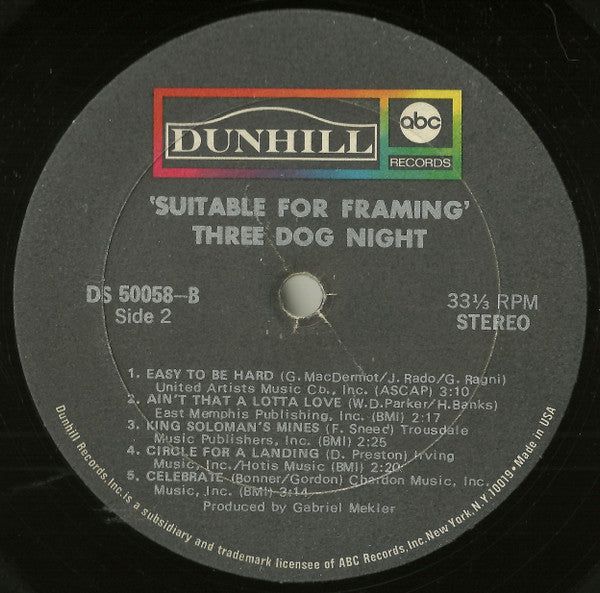 DUNHILL
abc
RECORDS
'SUITABLE FOR FRAMING'
THREE DOG NIGHT
DS 50058-B
Side 2
33⅓ RPM
STEREO
1. EASY TO BE HARD (G. MacDermot/J. Rado/G. Ragni)
United Artists Music Co., Inc. (ASCAP) 3:10
2. AIN'T THAT A LOTTA LOVE (W.D. Parker/H. Banks)
East Memphis Publishing, Inc. (BMI) 2:17
3. KING SOLOMAN'S MINES (F. Sneed) Trousdale
Music Publishers, Inc. (BMI) 2:25
4. CIRCLE FOR A LANDING (D. Preston) Irving
Music, Inc./Hotis Music (BMI) 2:20
5. CELEBRATE (Bonner/Gordon) Chardon Music, Inc.
Music, Inc. (BMI) 3:14
Produced by Gabriel Mekler
Dunhill Records, Inc. is a subsidiary and trademark licensee of ABC Records, Inc. New York, N.Y. 10019 • Made in USA